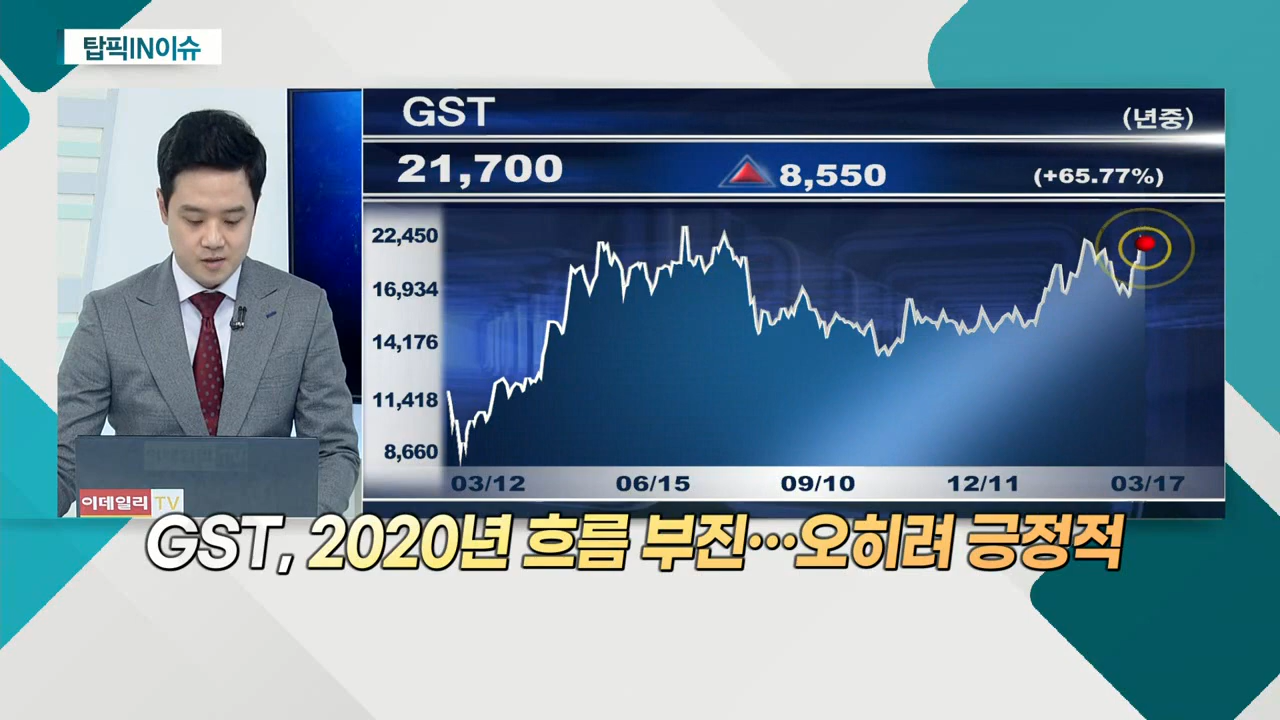 탑픽IN이슈
GST
(년중)
21,700 8,550 (+65.77%)
22,450
16,934
14,176
11,418
8,660
03/12 06/15 09/10 12/11 03/17
이데일리TV
GST, 2020년 흐름 부진…오히려 긍정적